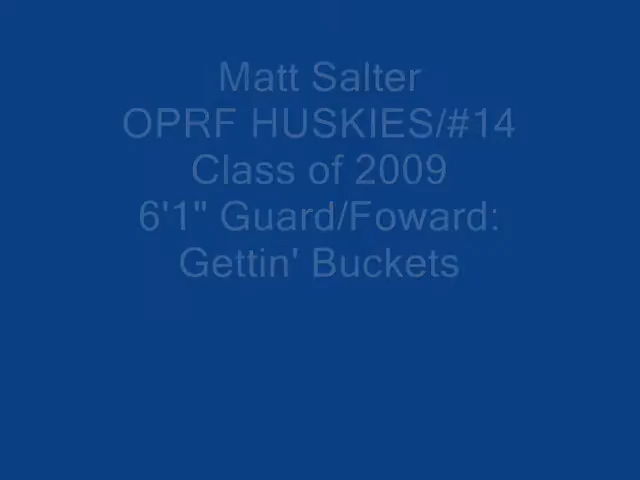 Matt Salter
OPRF HUSKIES/#14
Class of 2009
6'1" Guard/Foward:
Gettin' Buckets